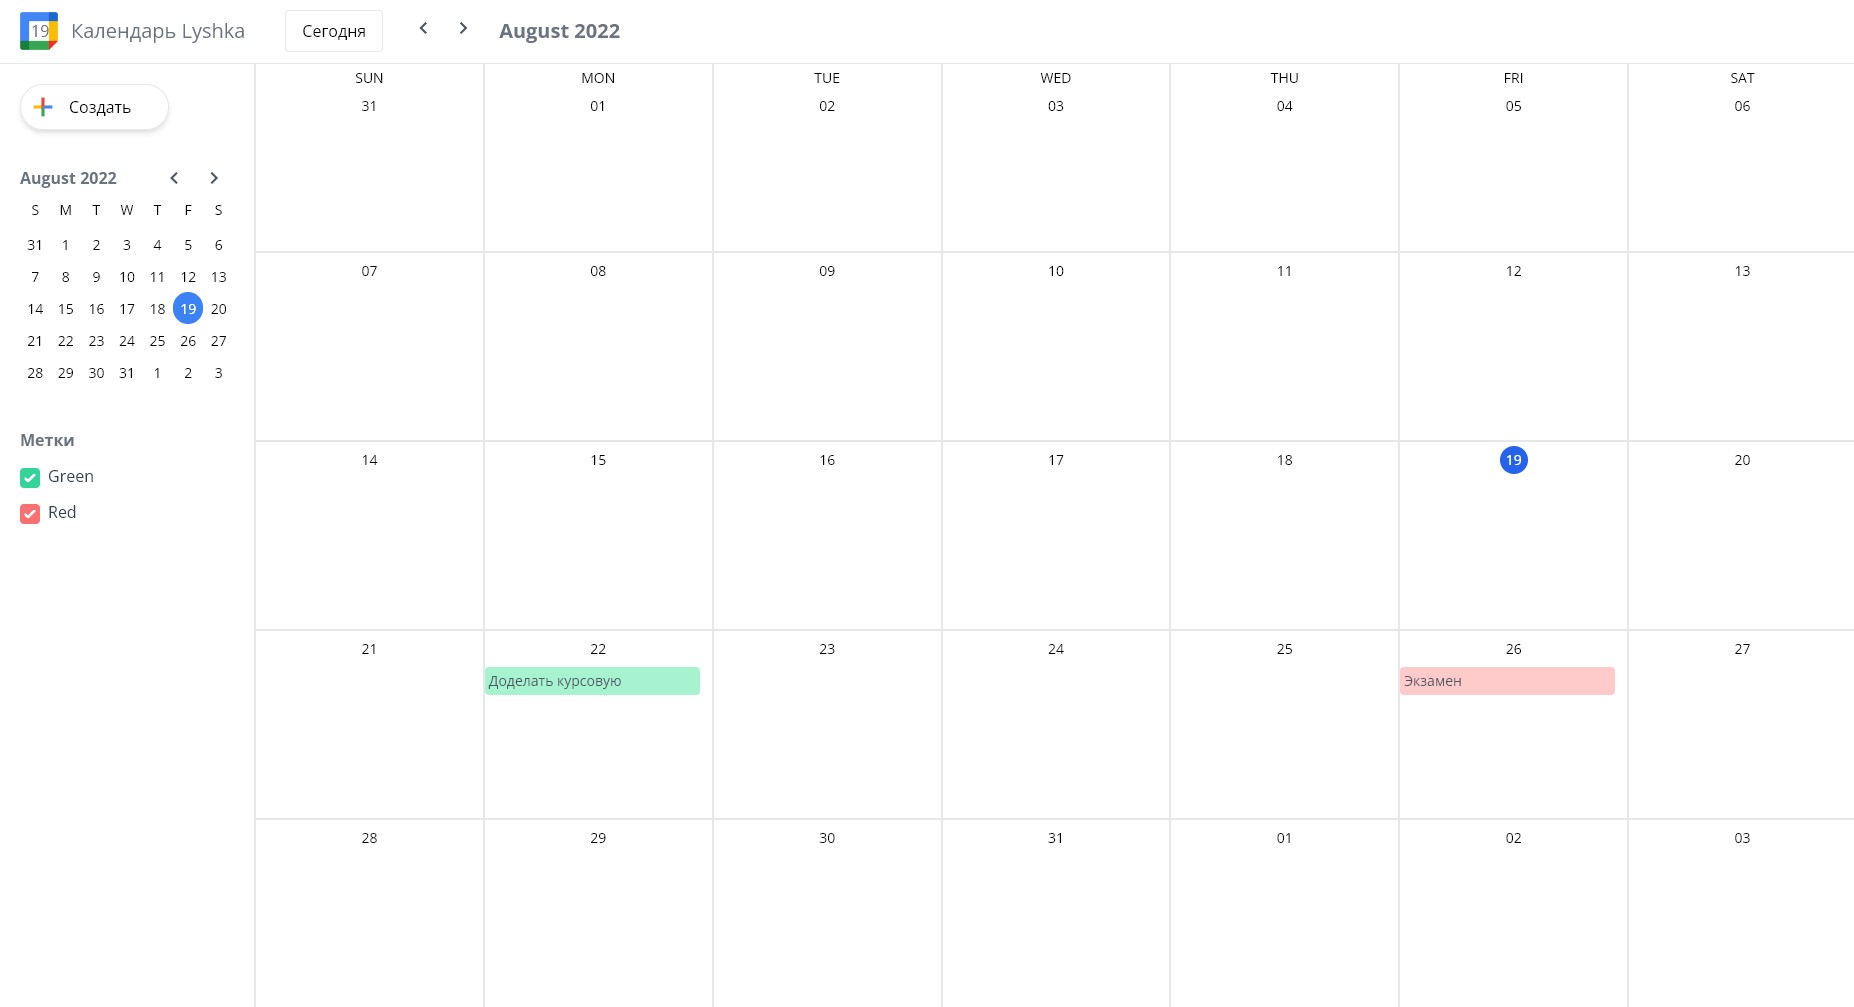 19 Календарь Lyshka Сегодня August 2022
Создать
August 2022
S M T W T F S
31 1 2 3 4 5 6
7 8 9 10 11 12 13
14 15 16 17 18 19 20
21 22 23 24 25 26 27
28 29 30 31 1 2 3
Метки
Green
Red
SUN MON TUE WED THU FRI SAT
31 01 02 03 04 05 06
07 08 09 10 11 12 13
14 15 16 17 18 19 20
21 22 23 24 25 26 27
Доделать курсовую Экзамен
28 29 30 31 01 02 03